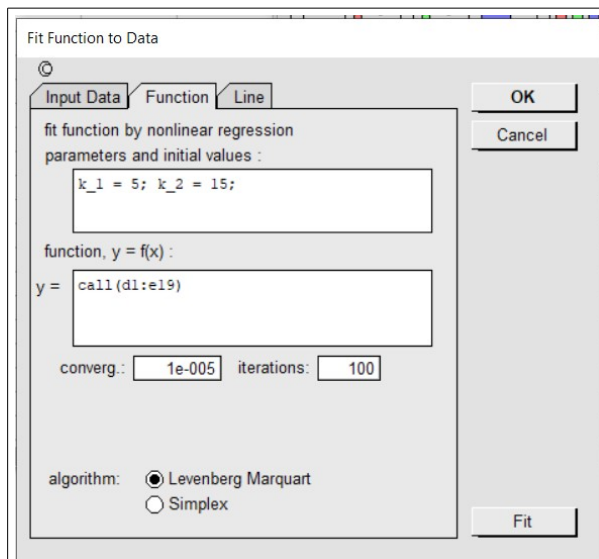 Fit Function to Data
©
Input Data Function Line
OK
Cancel
fit function by nonlinear regression
parameters and initial values :
k_1 = 5; k_2 = 15;
function, y = f(x) :
y = call(d1:e19)
converg.: 1e-005 iterations: 100
algorithm: Levenberg Marquart
Simplex
Fit